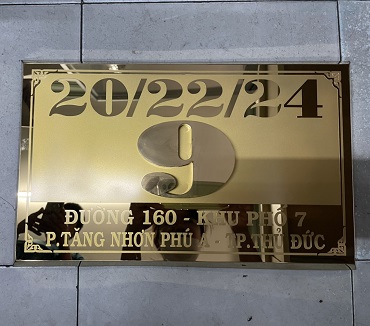 20/22/24
9
ĐƯỜNG 160 - KHU PHỐ 7
P.TĂNG NHƠN PHÚ A - TP.THỦ ĐỨC